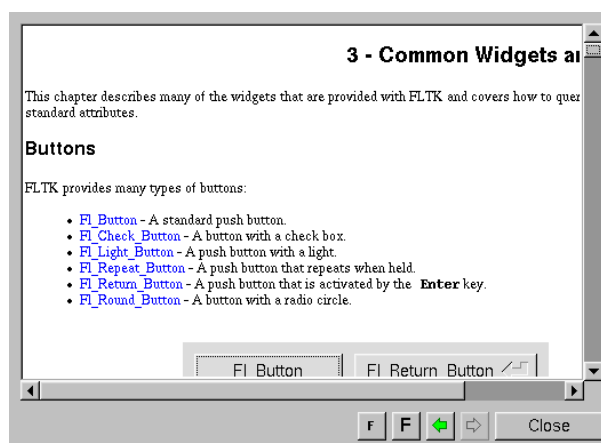 3 - Common Widgets a
This chapter describes many of the widgets that are provided with FLTK and covers how to quer
standard attributes.
Buttons
FLTK provides many types of buttons:
• Fl_Button - A standard push button.
• Fl_Check_Button - A button with a check box.
• Fl_Light_Button - A push button with a light.
• Fl_Repeat_Button - A push button that repeats when held.
• Fl_Return_Button - A push button that is activated by the Enter key.
• Fl_Round_Button - A button with a radio circle.
Fl Button Fl Return Button
F F Close